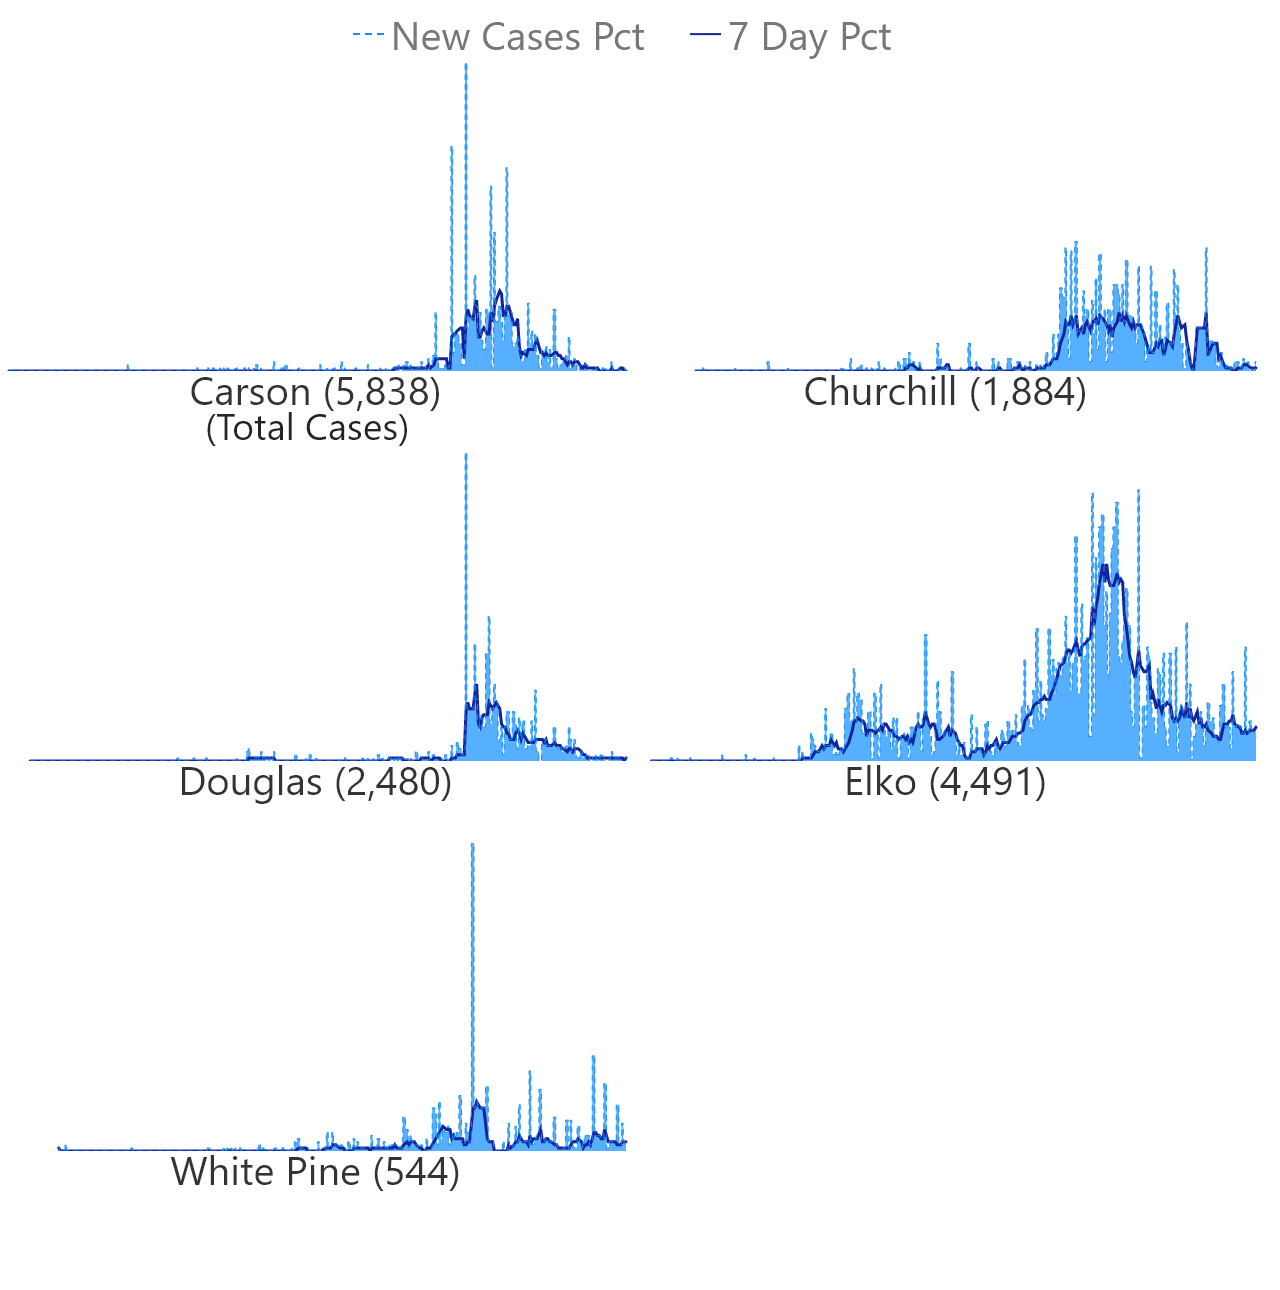 New Cases Pct 7 Day Pct
Carson (5,838) Churchill (1,884)
(Total Cases)
Douglas (2,480) Elko (4,491)
White Pine (544)